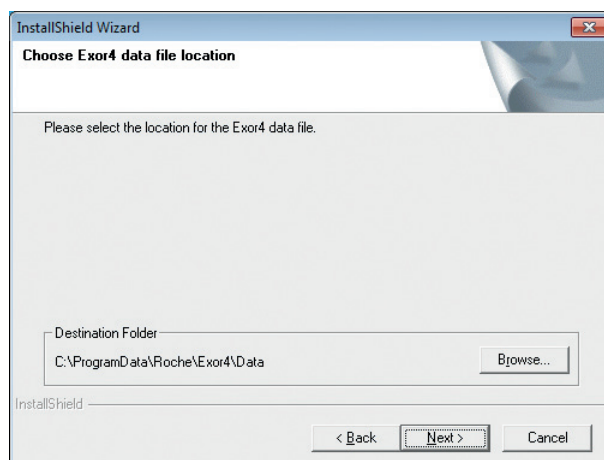 InstallShield Wizard
Choose Exor4 data file location
Please select the location for the Exor4 data file.
Destination Folder
C:\ProgramData\Roche\Exor4\Data
Browse...
InstallShield
< Back Next > Cancel